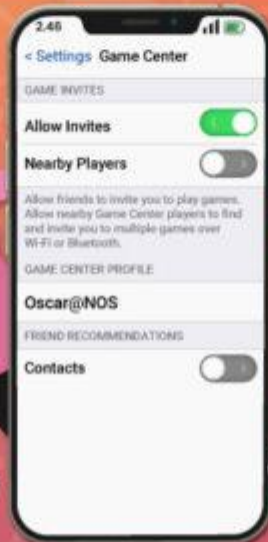 2.46
< Settings Game Center
GAME INVITES
Allow Invites
Nearby Players
Allow friends to invite you to play games.
Allow nearby Game Center players to find
and invite you to multiple games over
Wi-Fi or Bluetooth.
GAME CENTER PROFILE
Oscar@NOS
FRIEND RECOMMENDATIONS
Contacts